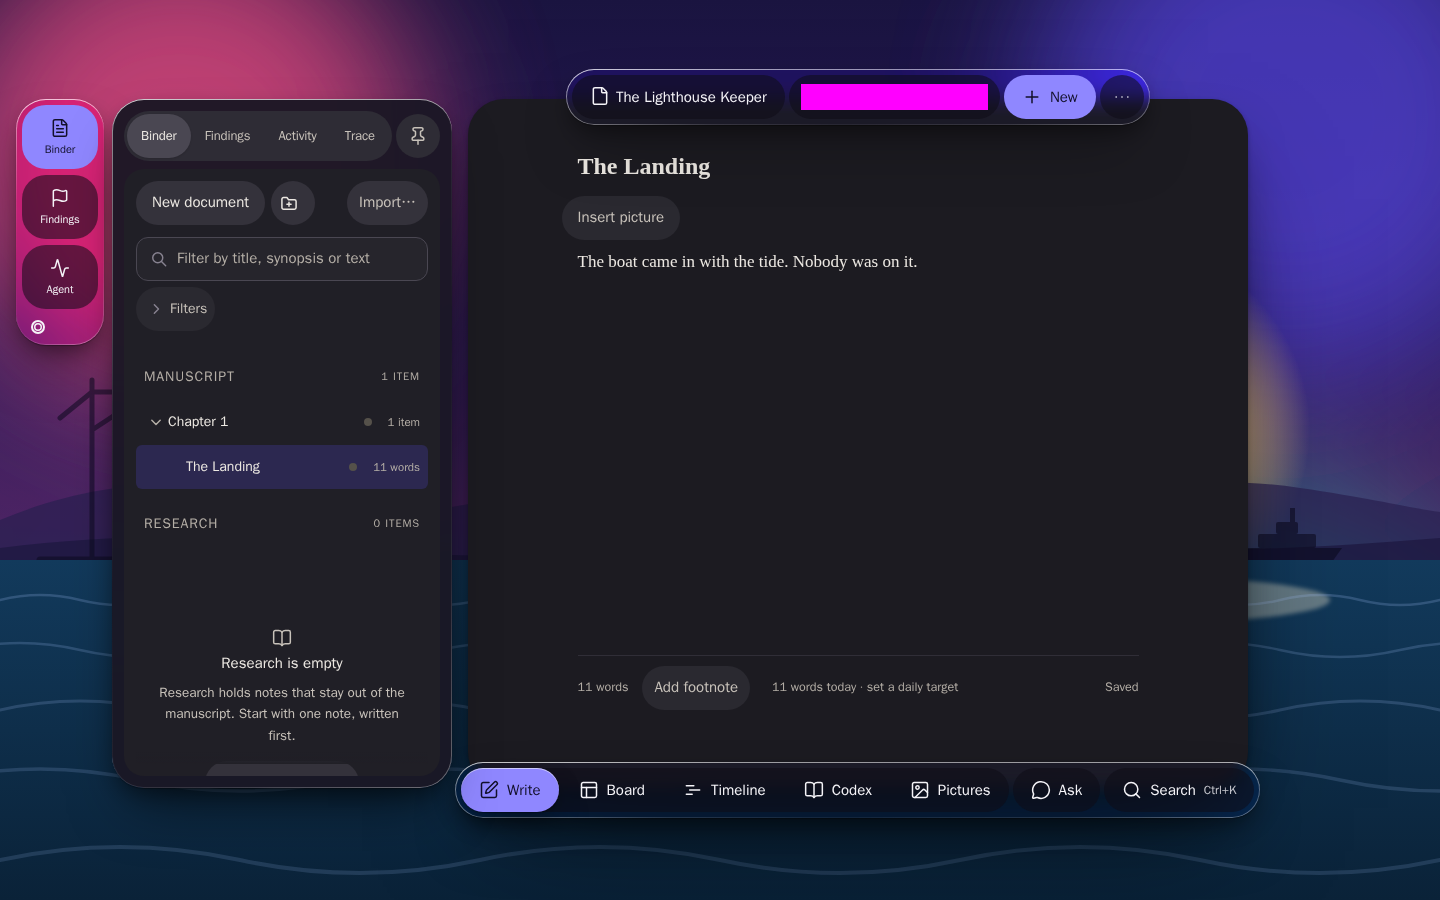 The Lighthouse Keeper
New
···
Binder
Findings
Agent
Binder Findings Activity Trace
New document
Import···
Filter by title, synopsis or text
Filters
MANUSCRIPT 1 ITEM
Chapter 1 1 item
The Landing 11 words
RESEARCH 0 ITEMS
Research is empty
Research holds notes that stay out of the
manuscript. Start with one note, written
first.
The Landing
Insert picture
The boat came in with the tide. Nobody was on it.
11 words Add footnote 11 words today · set a daily target Saved
Write Board Timeline Codex Pictures Ask Search Ctrl+K